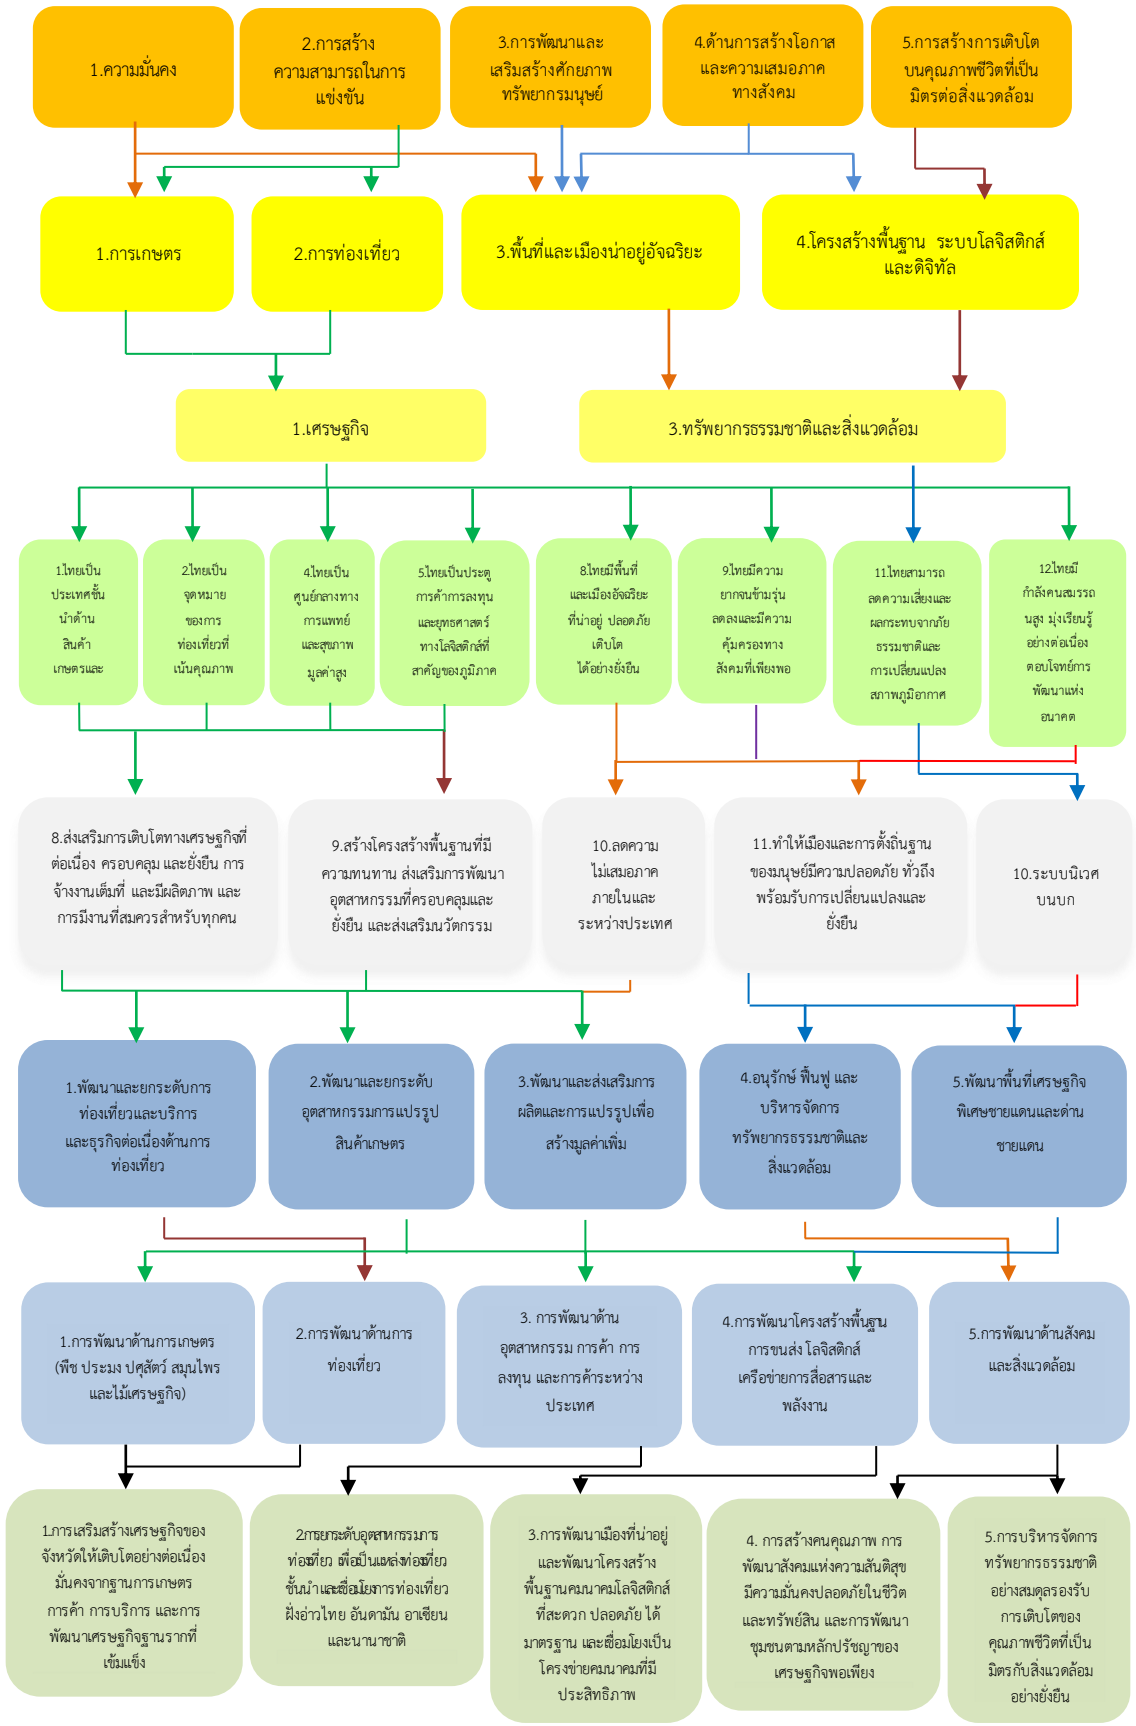 1.ความมั่นคง
2.การสร้าง
ความสามารถในการ
แข่งขัน
3.การพัฒนาและ
เสริมสร้างศักยภาพ
ทรัพยากรมนุษย์
4.ด้านการสร้างโอกาส
และความเสมอภาค
ทางสังคม
5.การสร้างการเติบโต
บนคุณภาพชีวิตที่เป็น
มิตรต่อสิ่งแวดล้อม
1.การเกษตร
2.การท่องเที่ยว
3.พื้นที่และเมืองน่าอยู่อัจฉริยะ
4.โครงสร้างพื้นฐาน ระบบโลจิสติกส์
และดิจิทัล
1.เศรษฐกิจ
3.ทรัพยากรธรรมชาติและสิ่งแวดล้อม
1.ไทยเป็น
ประเทศชั้น
นำด้าน
สินค้า
เกษตรและ
2.ไทยเป็น
จุดหมาย
ของการ
ท่องเที่ยวที่
เน้นคุณภาพ
4.ไทยเป็น
ศูนย์กลางทาง
การแพทย์
และสุขภาพ
มูลค่าสูง
5.ไทยเป็นประตู
การค้าการลงทุน
และยุทธศาสตร์
ทางโลจิสติกส์ที่
สำคัญของภูมิภาค
8.ไทยมีพื้นที่
และเมืองอัจฉริยะ
ที่น่าอยู่ ปลอดภัย
เติบโต
ได้อย่างยั่งยืน
9.ไทยมีความ
ยากจนข้ามรุ่น
ลดลงและมีความ
คุ้มครองทาง
สังคมที่เพียงพอ
11.ไทยสามารถ
ลดความเสี่ยงและ
ผลกระทบจากภัย
ธรรมชาติและ
การเปลี่ยนแปลง
สภาพภูมิอากาศ
12.ไทยมี
กำลังคนสมรรถ
นสูง มุ่งเรียนรู้
อย่างต่อเนื่อง
ตอบโจทย์การ
พัฒนาแห่ง
อนาคต
8.ส่งเสริมการเติบโตทางเศรษฐกิจที่
ต่อเนื่อง ครอบคลุม และยั่งยืน การ
จ้างงานเต็มที่ และมีผลิตภาพ และ
การมีงานที่สมควรสำหรับทุกคน
9.สร้างโครงสร้างพื้นฐานที่มี
ความทนทาน ส่งเสริมการพัฒนา
อุตสาหกรรมที่ครอบคลุมและ
ยั่งยืน และส่งเสริมนวัตกรรม
10.ลดความ
ไม่เสมอภาค
ภายในและ
ระหว่างประเทศ
11.ทำให้เมืองและการตั้งถิ่นฐาน
ของมนุษย์มีความปลอดภัย ทั่วถึง
พร้อมรับการเปลี่ยนแปลงและ
ยั่งยืน
10.ระบบนิเวศ
บนบก
1.พัฒนาและยกระดับการ
ท่องเที่ยวและบริการ
และธุรกิจต่อเนื่องด้านการ
ท่องเที่ยว
2.พัฒนาและยกระดับ
อุตสาหกรรมการแปรรูป
สินค้าเกษตร
3.พัฒนาและส่งเสริมการ
ผลิตและการแปรรูปเพื่อ
สร้างมูลค่าเพิ่ม
4.อนุรักษ์ ฟื้นฟู และ
บริหารจัดการ
ทรัพยากรธรรมชาติและ
สิ่งแวดล้อม
5.พัฒนาพื้นที่เศรษฐกิจ
พิเศษชายแดนและด่าน
ชายแดน
1.การพัฒนาด้านการเกษตร
(พืช ประมง ปศุสัตว์ สมุนไพร
และไม้เศรษฐกิจ)
2.การพัฒนาด้านการ
ท่องเที่ยว
3. การพัฒนาด้าน
อุตสาหกรรม การค้า การ
ลงทุน และการค้าระหว่าง
ประเทศ
4.การพัฒนาโครงสร้างพื้นฐาน
การขนส่ง โลจิสติกส์
เครือข่ายการสื่อสารและ
พลังงาน
5.การพัฒนาด้านสังคม
และสิ่งแวดล้อม
1.การเสริมสร้างเศรษฐกิจของ
จังหวัดให้เติบโตอย่างต่อเนื่อง
มั่นคงจากฐานการเกษตร
การค้า การบริการ และการ
พัฒนาเศรษฐกิจฐานรากที่
เข้มแข็ง
2.การยกระดับอุตสาหกรรมการ
ท่องเที่ยว เพื่อเป็นแหล่งท่องเที่ยว
ชั้นนำ และเชื่อมโยงการท่องเที่ยว
ฝั่งอ่าวไทย อันดามัน อาเซียน
และนานาชาติ
3.การพัฒนาเมืองที่น่าอยู่
และพัฒนาโครงสร้าง
พื้นฐานคมนาคมโลจิสติกส์
ที่สะดวก ปลอดภัย ได้
มาตรฐาน และเชื่อมโยงเป็น
โครงข่ายคมนาคมที่มี
ประสิทธิภาพ
4. การสร้างคนคุณภาพ การ
พัฒนาสังคมแห่งความสันติสุข
มีความมั่นคงปลอดภัยในชีวิต
และทรัพย์สิน และการพัฒนา
ชุมชนตามหลักปรัชญาของ
เศรษฐกิจพอเพียง
5.การบริหารจัดการ
ทรัพยากรธรรมชาติ
อย่างสมดุลรองรับ
การเติบโตของ
คุณภาพชีวิตที่เป็น
มิตรกับสิ่งแวดล้อม
อย่างยั่งยืน